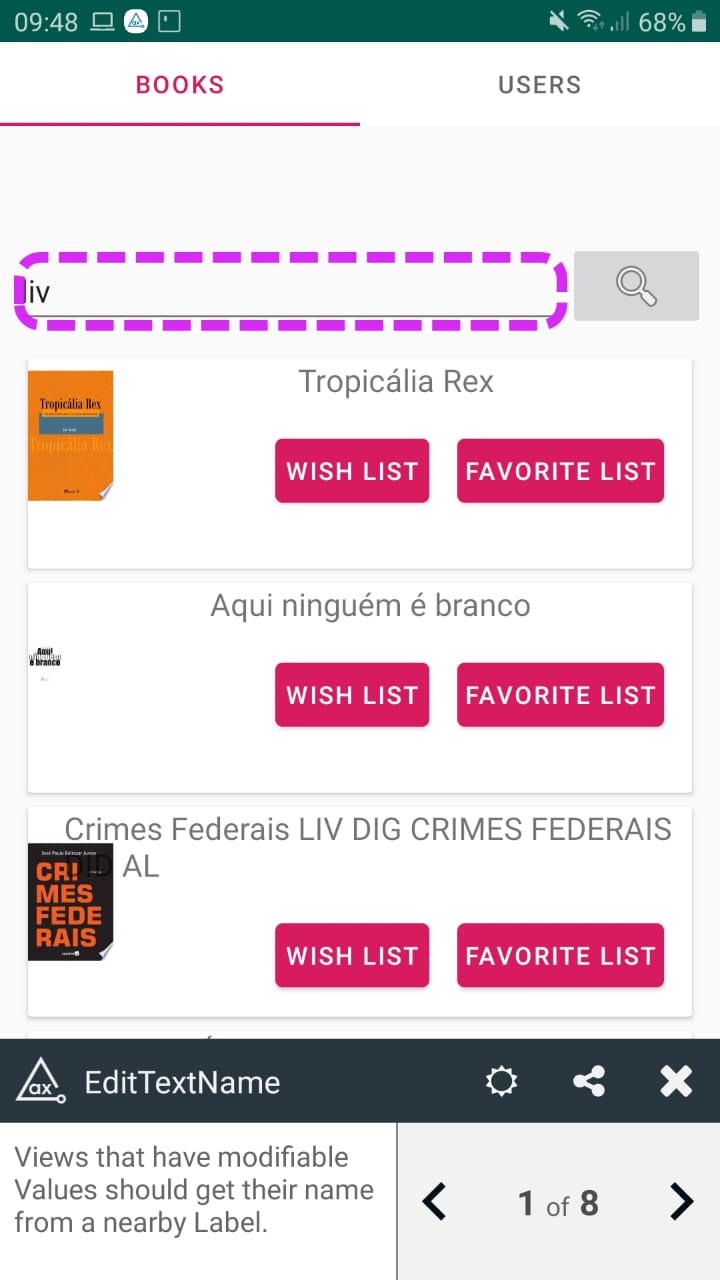 09:48 68%
BOOKS USERS
liv
Tropicália Rex
Tropicália Rex
Tropicália Rex
WISH LIST FAVORITE LIST
Aqui ninguém é branco
Aqui
ninguém
é branco
WISH LIST FAVORITE LIST
Crimes Federais LIV DIG CRIMES FEDERAIS
DID AL
José Paulo Baltazar Junior
CRI
MES
FEDE
RAIS
WISH LIST FAVORITE LIST
ax EditTextName
Views that have modifiable
Values should get their name
from a nearby Label.
1 of 8